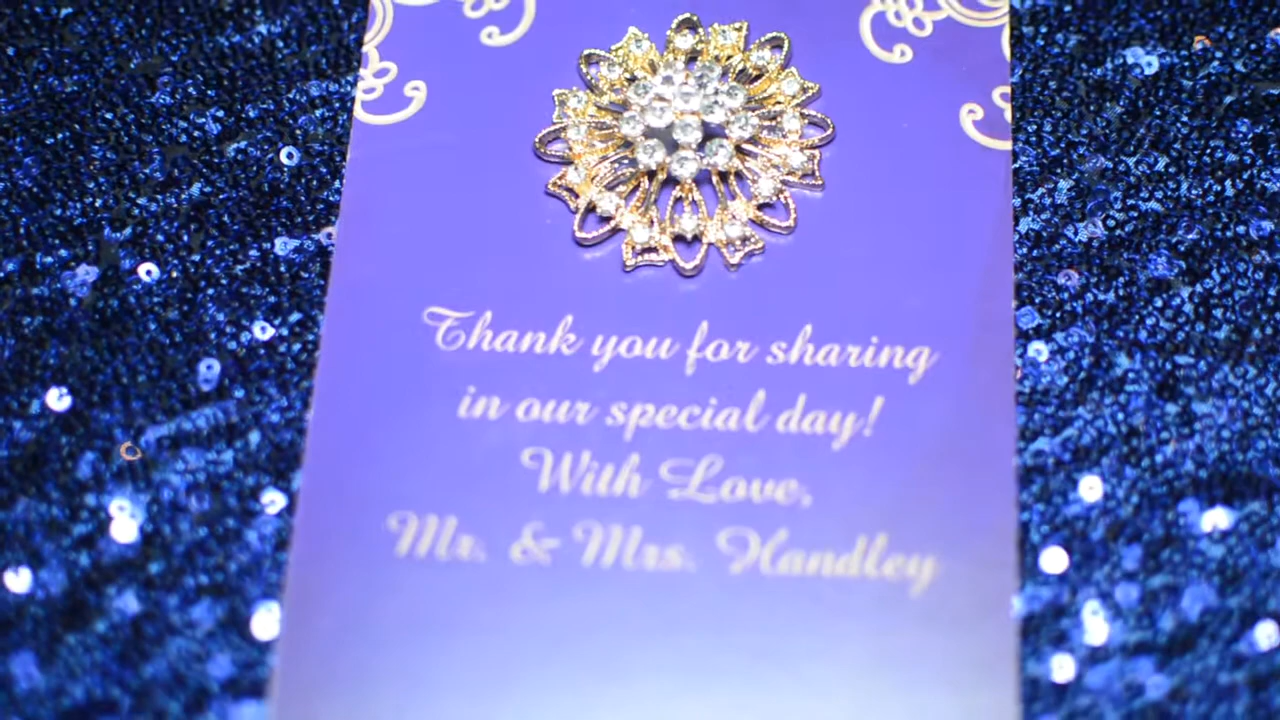 Thank you for sharing
in our special day!
With Love,
Mr. & Mrs. Handley